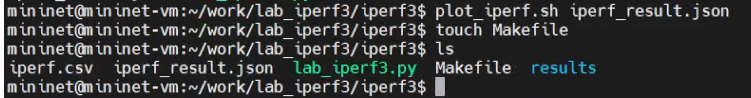 mininet@mininet-vm:~/work/lab_iperf3/iperf3$ plot_iperf.sh iperf_result.json
mininet@mininet-vm:~/work/lab_iperf3/iperf3$ touch Makefile
mininet@mininet-vm:~/work/lab_iperf3/iperf3$ ls
iperf.csv  iperf_result.json  lab_iperf3.py  Makefile  results
mininet@mininet-vm:~/work/lab_iperf3/iperf3$